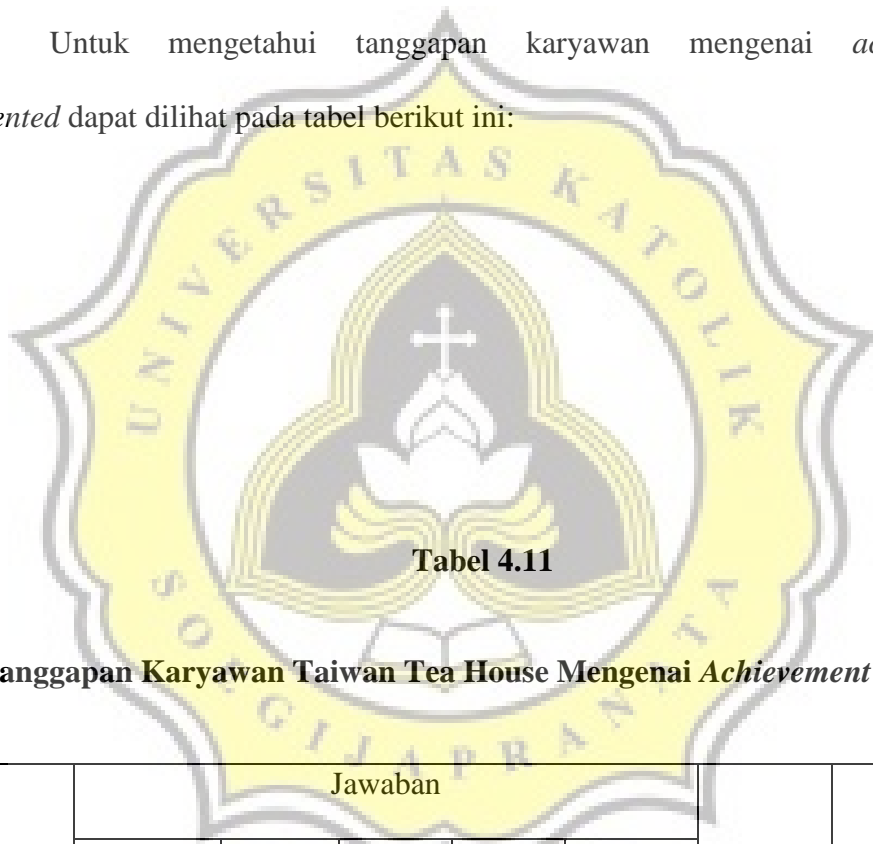 Untuk mengetahui tanggapan karyawan mengenai
dapat dilihat pada tabel berikut ini:
UNIVERSITAS KATOLIK
SOEGIJAPRANATA
Tabel 4.11
Karyawan Taiwan Tea House Mengenai Achievement
Jawaban